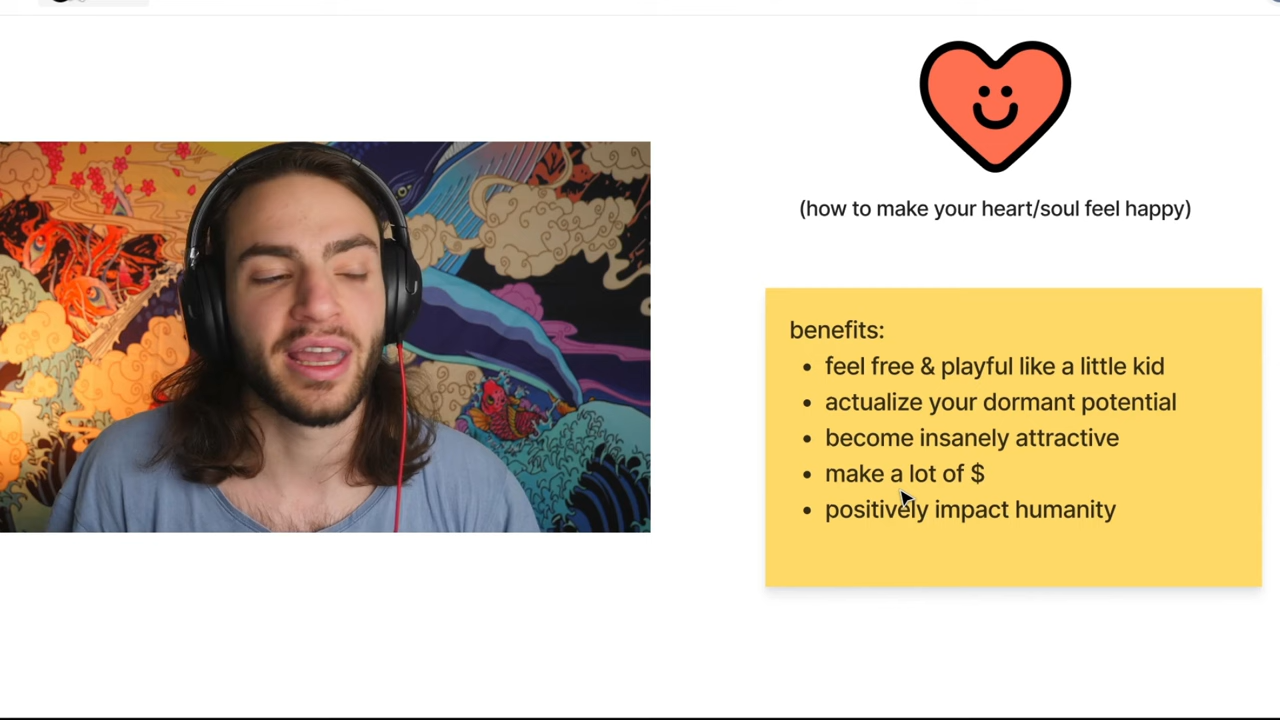 (how to make your heart/soul feel happy)
benefits:
• feel free & playful like a little kid
• actualize your dormant potential
• become insanely attractive
• make a lot of $
• positively impact humanity